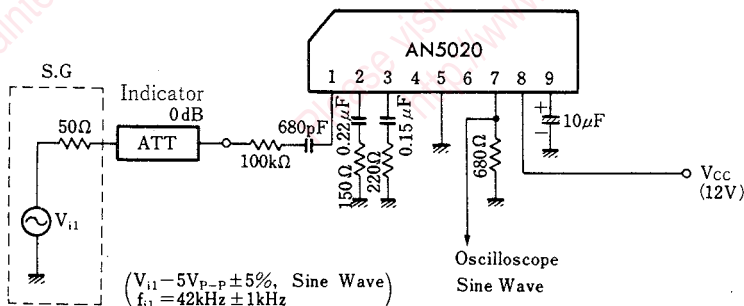 AN5020
S.G
1 2 3 4 5 6 7 8 9
Indicator
0dB
50Ω
ATT
680pF
100kΩ
0.22μF
0.15μF
150Ω
220Ω
680Ω
+
−
10μF
VCC
(12V)
Vi1
Oscilloscope
Sine Wave
(Vi1−5VP−P±5%, Sine Wave
fi1=42kHz±1kHz)